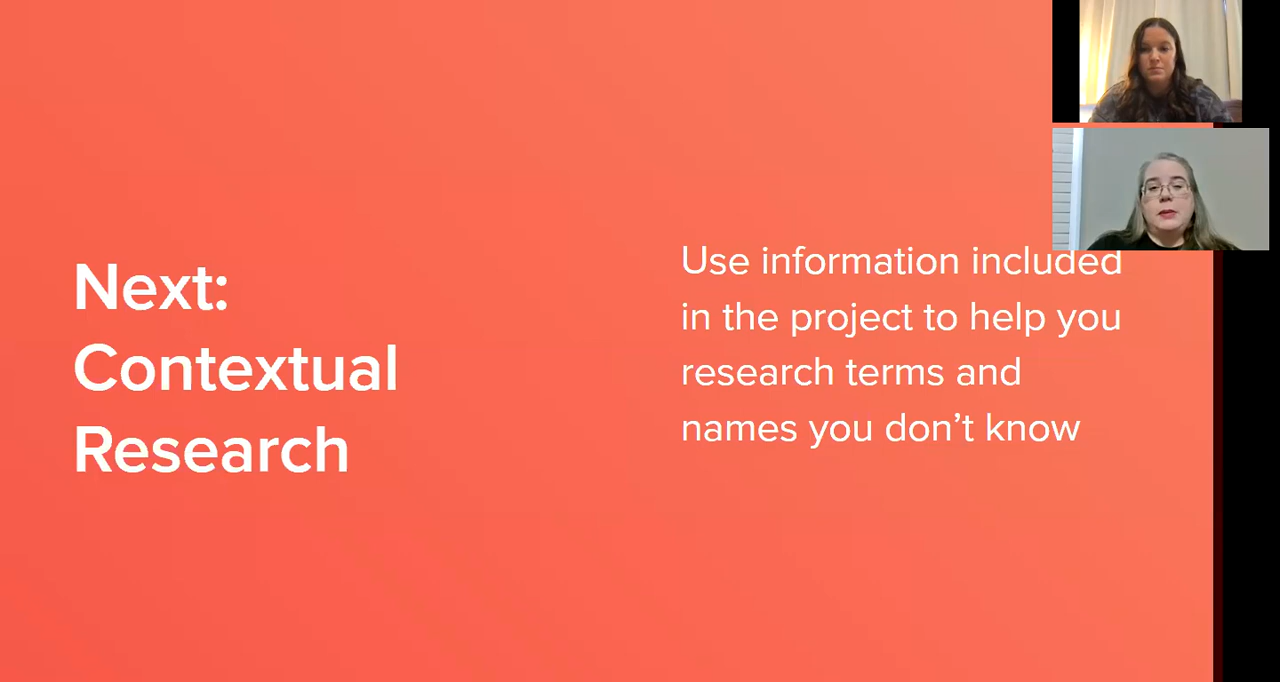 Next:
Contextual
Research
Use information included
in the project to help you
research terms and
names you don’t know